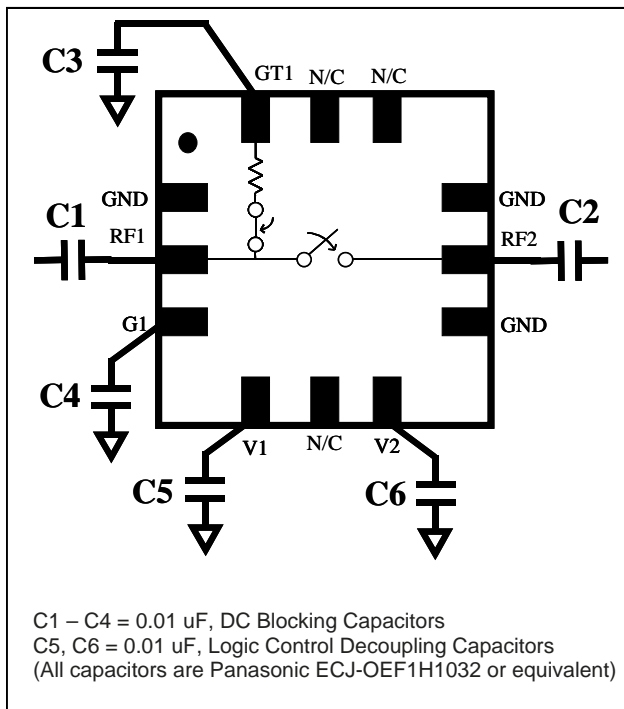 C3
GT1
N/C
N/C
GND
GND
C1
C2
RF1
RF2
G1
GND
C4
V1
N/C
V2
C5
C6
C1 – C4 = 0.01 uF, DC Blocking Capacitors
C5, C6 = 0.01 uF, Logic Control Decoupling Capacitors
(All capacitors are Panasonic ECJ-OEF1H1032 or equivalent)